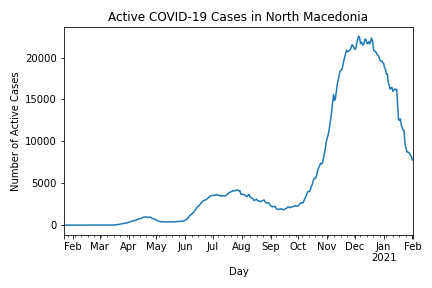 Active COVID-19 Cases in North Macedonia
Number of Active Cases
20000
15000
10000
5000
0
Feb Mar Apr May Jun Jul Aug Sep Oct Nov Dec Jan Feb
2021
Day